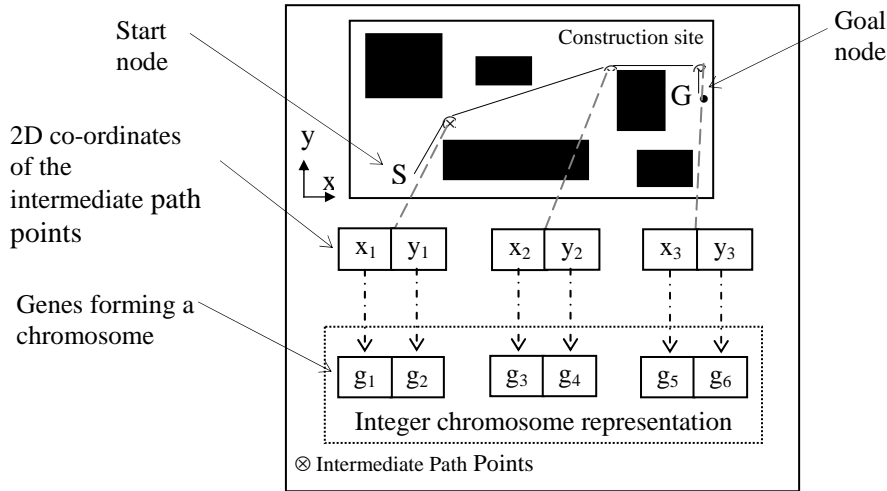 Start
node
Construction site
Goal
node
G
2D co-ordinates
of the
intermediate path
points
y
x
S
x1 y1 x2 y2 x3 y3
Genes forming a
chromosome
g1 g2 g3 g4 g5 g6
Integer chromosome representation
⊗ Intermediate Path Points